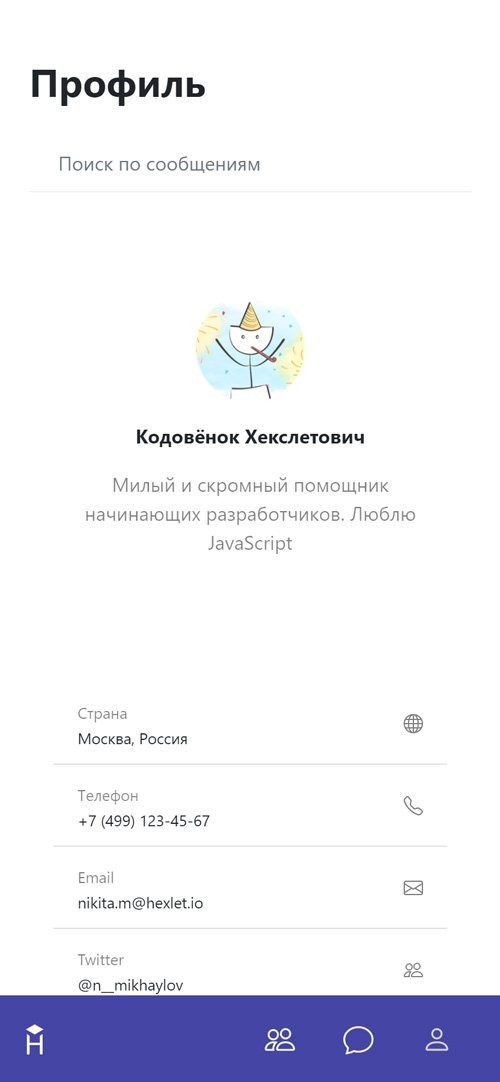 Профиль
Поиск по сообщениям
Кодовёнок Хекслетович
Милый и скромный помощник
начинающих разработчиков. Люблю
JavaScript
Страна
Москва, Россия
Телефон
+7 (499) 123-45-67
Email
nikita.m@hexlet.io
Twitter
@n__mikhaylov